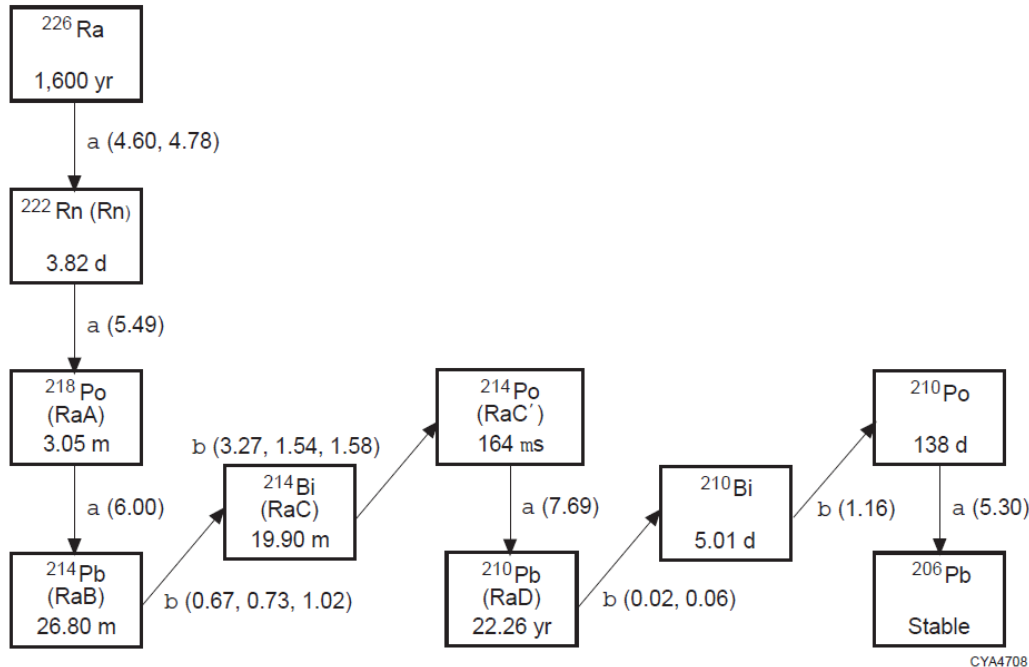 226 Ra
1,600 yr
a (4.60, 4.78)
222 Rn (Rn)
3.82 d
a (5.49)
218 Po
(RaA)
3.05 m
a (6.00)
214 Pb
(RaB)
26.80 m
b (0.67, 0.73, 1.02)
b (3.27, 1.54, 1.58)
214 Bi
(RaC)
19.90 m
214 Po
(RaC´)
164 ms
a (7.69)
210 Pb
(RaD)
22.26 yr
b (0.02, 0.06)
210 Bi
5.01 d
b (1.16)
210 Po
138 d
a (5.30)
206 Pb
Stable
CYA4708